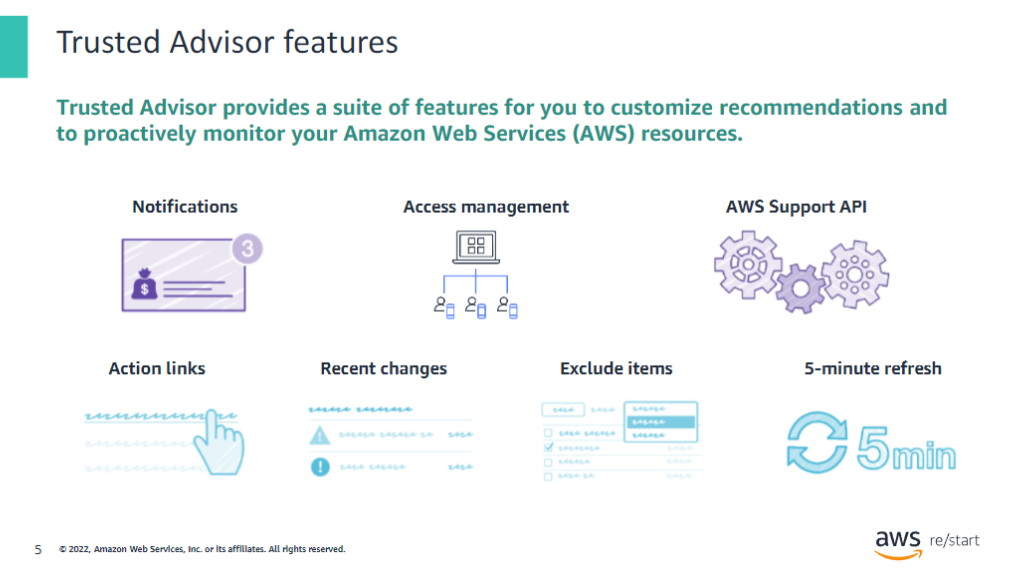 Trusted Advisor features
Trusted Advisor provides a suite of features for you to customize recommendations and
to proactively monitor your Amazon Web Services (AWS) resources.
Notifications
Access management
AWS Support API
3
$
Action links
Recent changes
Exclude items
5-minute refresh
!
!
5min
5
© 2022, Amazon Web Services, Inc. or its affiliates. All rights reserved.
aws re/start